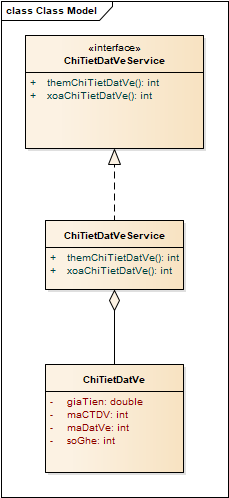 class Class Model
«interface»
ChiTietDatVeService
+ themChiTietDatVe(): int
+ xoaChiTietDatVe(): int
ChiTietDatVeService
+ themChiTietDatVe(): int
+ xoaChiTietDatVe(): int
ChiTietDatVe
- giaTien: double
- maCTDV: int
- maDatVe: int
- soGhe: int